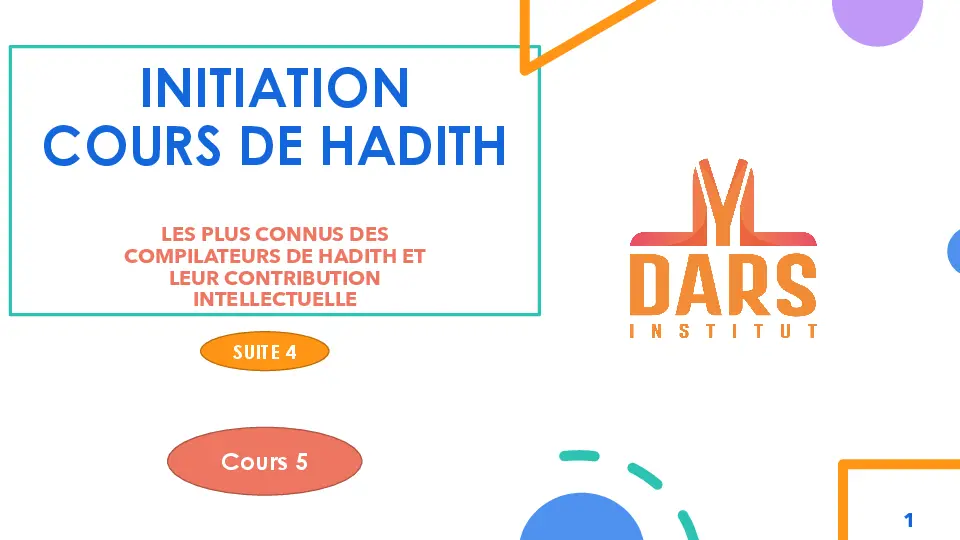 INITIATION
COURS DE HADITH
LES PLUS CONNUS DES
COMPILATEURS DE HADITH ET
LEUR CONTRIBUTION
INTELLECTUELLE
SUITE 4
Cours 5
DARS
INSTITUT
1